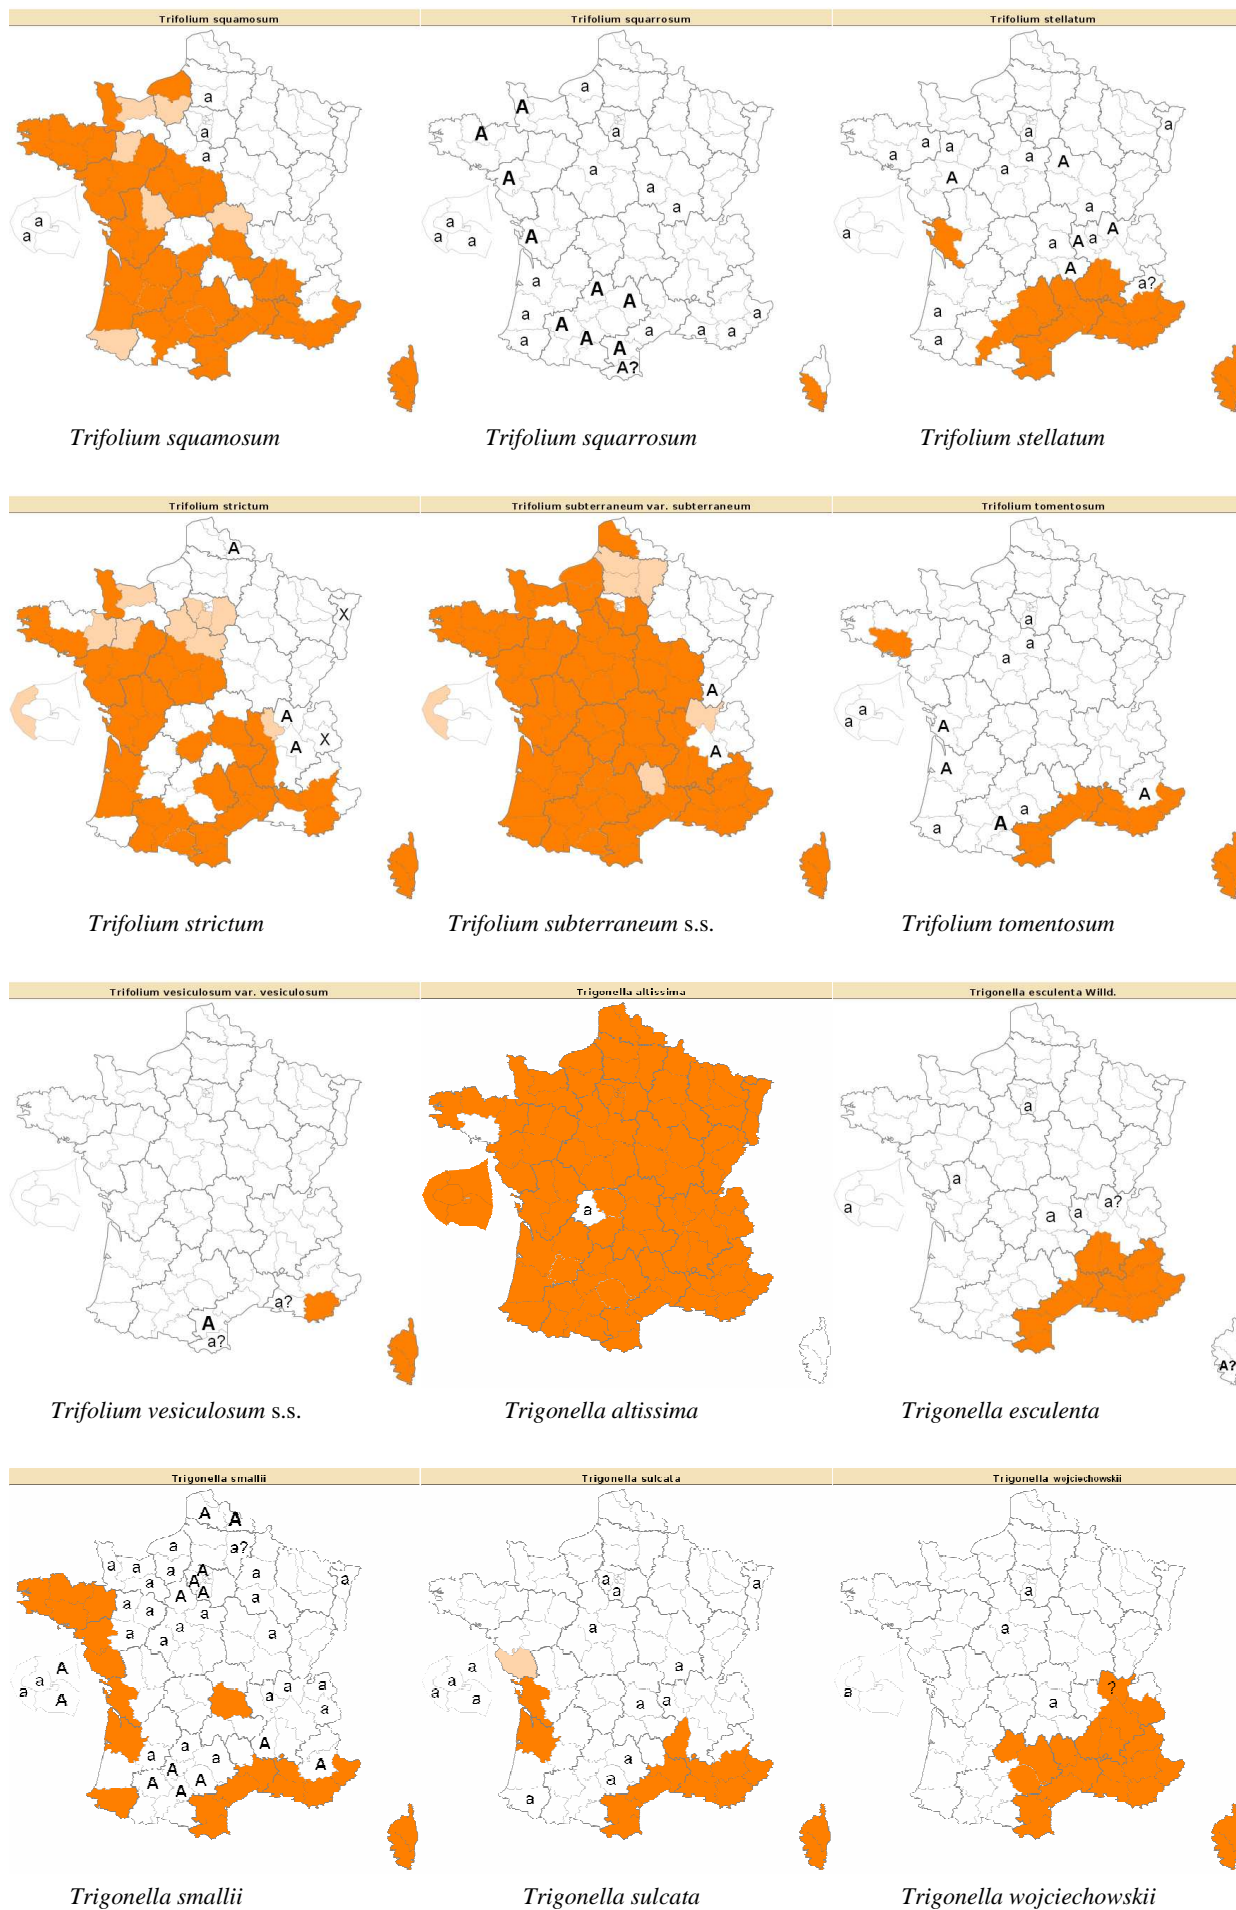 Trifolium squamosum
a
a
a
a
a
Trifolium squarrosum
a
A
A a
a
A a
a
a
a a
A
a A
A
a A a
a A a a a
A
A?
Trifolium stellatum
a
a a a
a a
a A
A
a
a A
a A a
A
a?
a
a
Trifolium squamosum
Trifolium squarrosum
Trifolium stellatum
Trifolium strictum
A
X
A
A X
Trifolium subterraneum var. subterraneum
A
A
Trifolium tomentosum
a
a
a
a
a A
A
A
a
A
a
Trifolium strictum
Trifolium subterraneum s.s.
Trifolium tomentosum
Trifolium vesiculosum var. vesiculosum
a?
A
a?
Trigonella altissima
a
Trigonella esculenta Willd.
a
a
a a?
a a
A?
Trifolium vesiculosum s.s.
Trigonella altissima
Trigonella esculenta
Trigonella smallii
A A
a a?
a a a A a
a A a
A A a
a a a
a a a a
A
a a a
a A a
A
a a a A
A A
A A
A
Trigonella sulcata
a a
a
a
a a
a
a a a
a
a
a
Trigonella wojciechowskii
a
a
?
a a
Trigonella smallii
Trigonella sulcata
Trigonella wojciechowskii